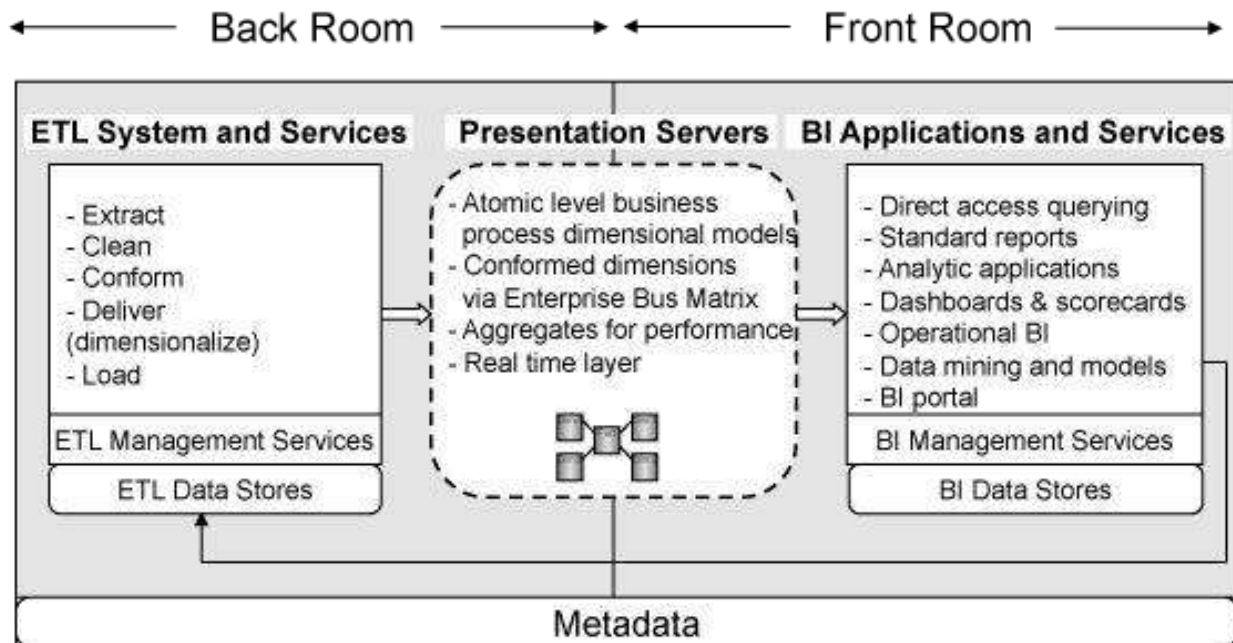 Back Room
Front Room
ETL System and Services
- Extract
- Clean
- Conform
- Deliver
(dimensionalize)
- Load
ETL Management Services
ETL Data Stores
Presentation Servers
- Atomic level business
process dimensional models
- Conformed dimensions
via Enterprise Bus Matrix
- Aggregates for performance
- Real time layer
BI Applications and Services
- Direct access querying
- Standard reports
- Analytic applications
- Dashboards & scorecards
- Operational BI
- Data mining and models
- BI portal
BI Management Services
BI Data Stores
Metadata